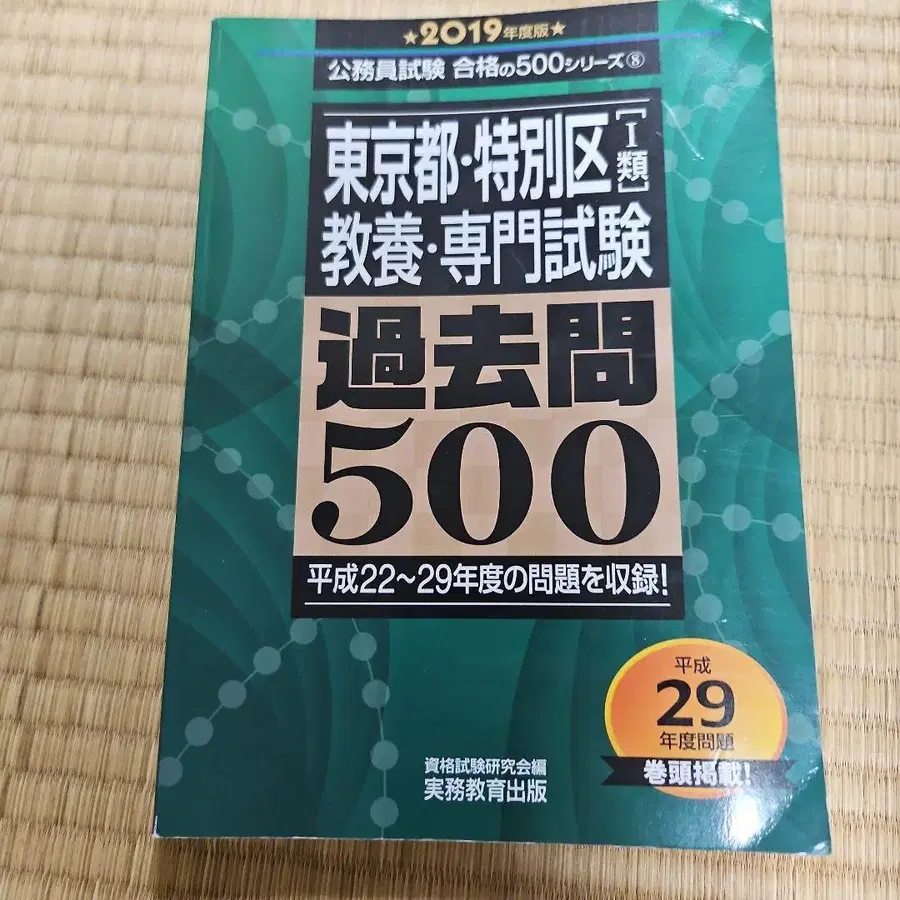 ★2019年度版★
公務員試験 合格の500シリーズ⑧
東京都・特別区[Ⅰ類]
教養・専門試験
過去問
500
平成22～29年度の問題を収録!
平成
29
年度問題
巻頭掲載!
資格試験研究会編
実務教育出版